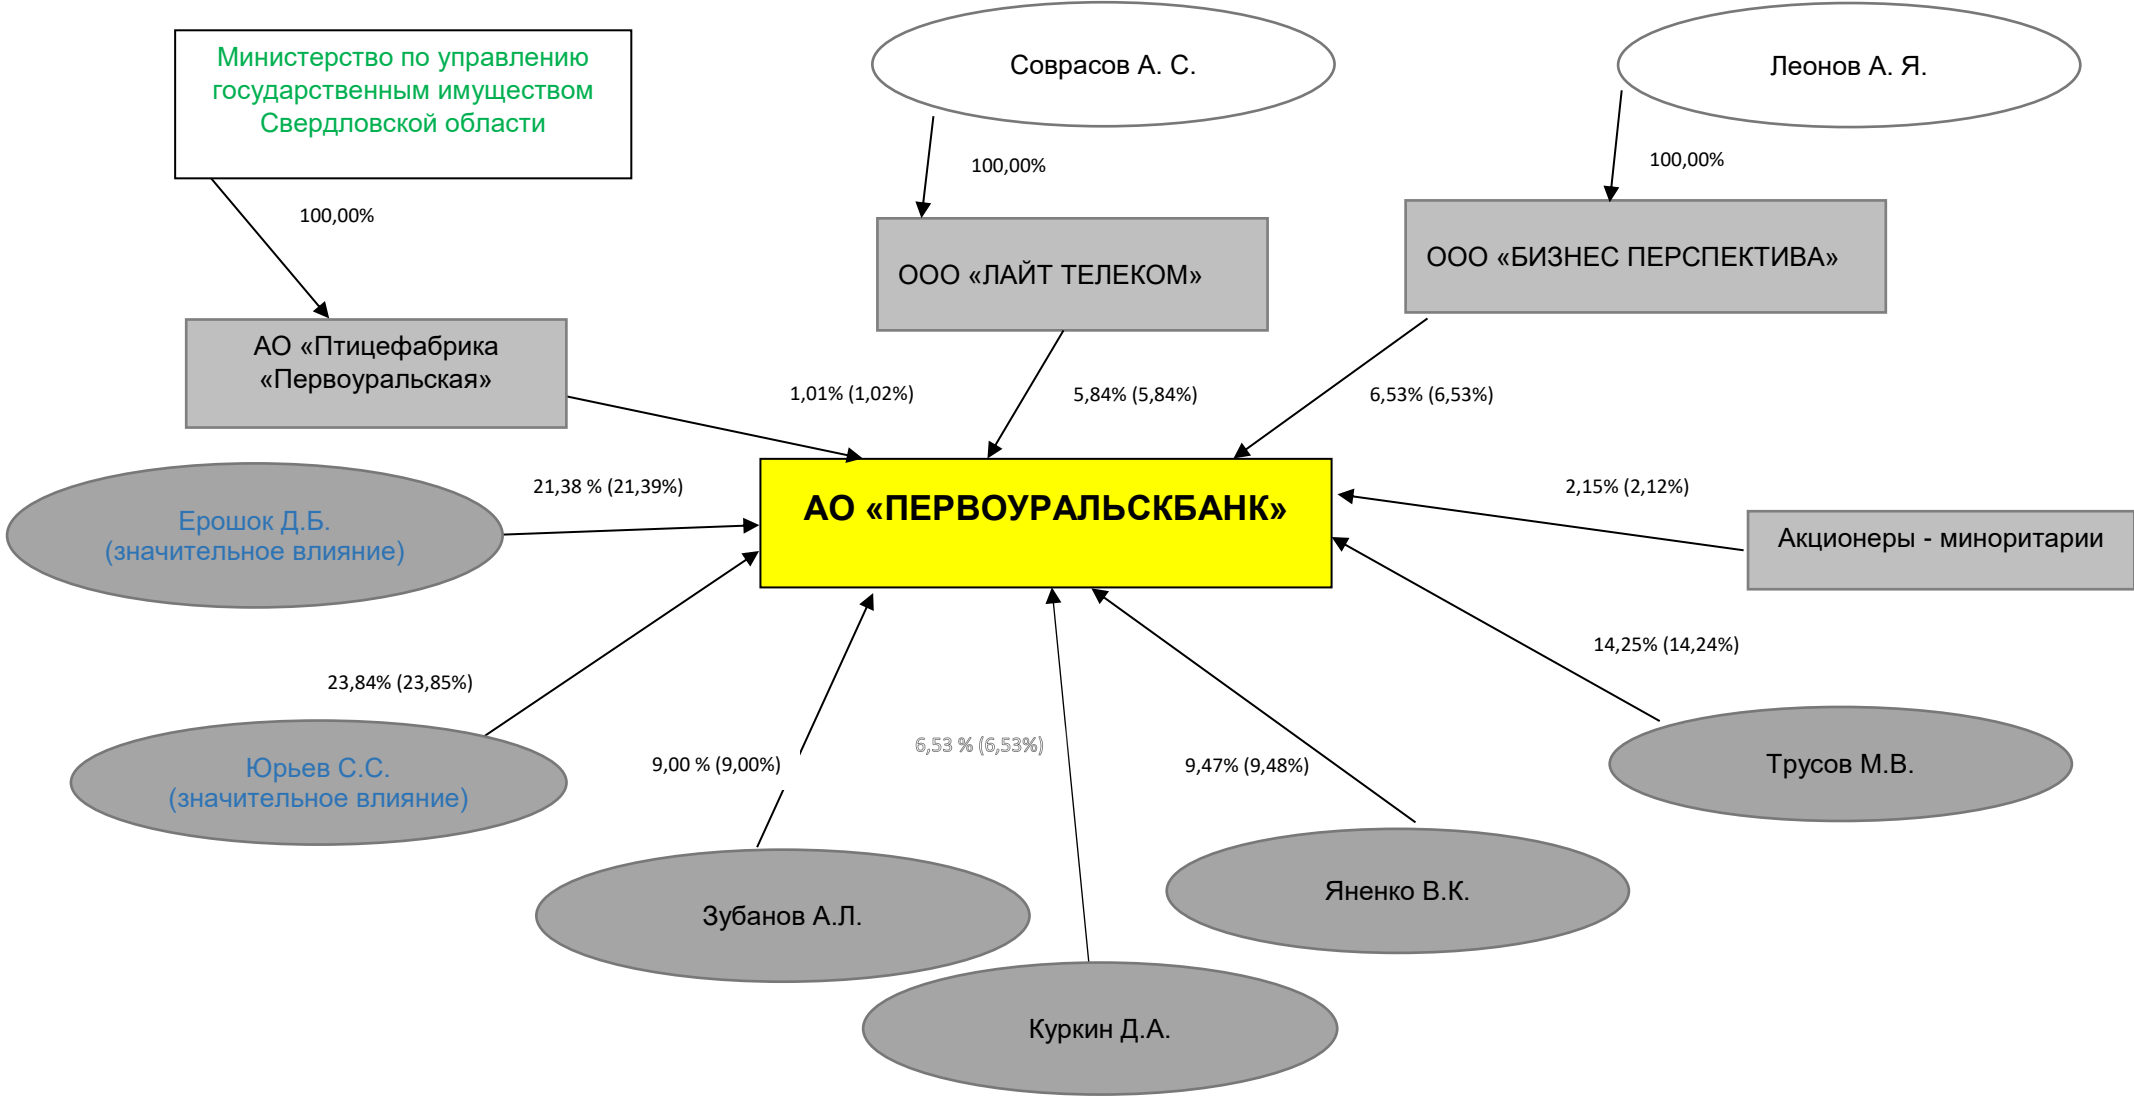 Министерство по управлению
государственным имуществом
Свердловской области
Соврасов А. С.
Леонов А. Я.
100,00%
100,00%
100,00%
ООО «ЛАЙТ ТЕЛЕКОМ»
ООО «БИЗНЕС ПЕРСПЕКТИВА»
АО «Птицефабрика
«Первоуральская»
1,01% (1,02%)
5,84% (5,84%)
6,53% (6,53%)
21,38 % (21,39%)
АО «ПЕРВОУРАЛЬСКБАНК»
2,15% (2,12%)
Ерошок Д.Б.
(значительное влияние)
Акционеры - миноритарии
14,25% (14,24%)
23,84% (23,85%)
Юрьев С.С.
(значительное влияние)
9,00 % (9,00%)
6,53 % (6,53%)
9,47% (9,48%)
Трусов М.В.
Зубанов А.Л.
Яненко В.К.
Куркин Д.А.